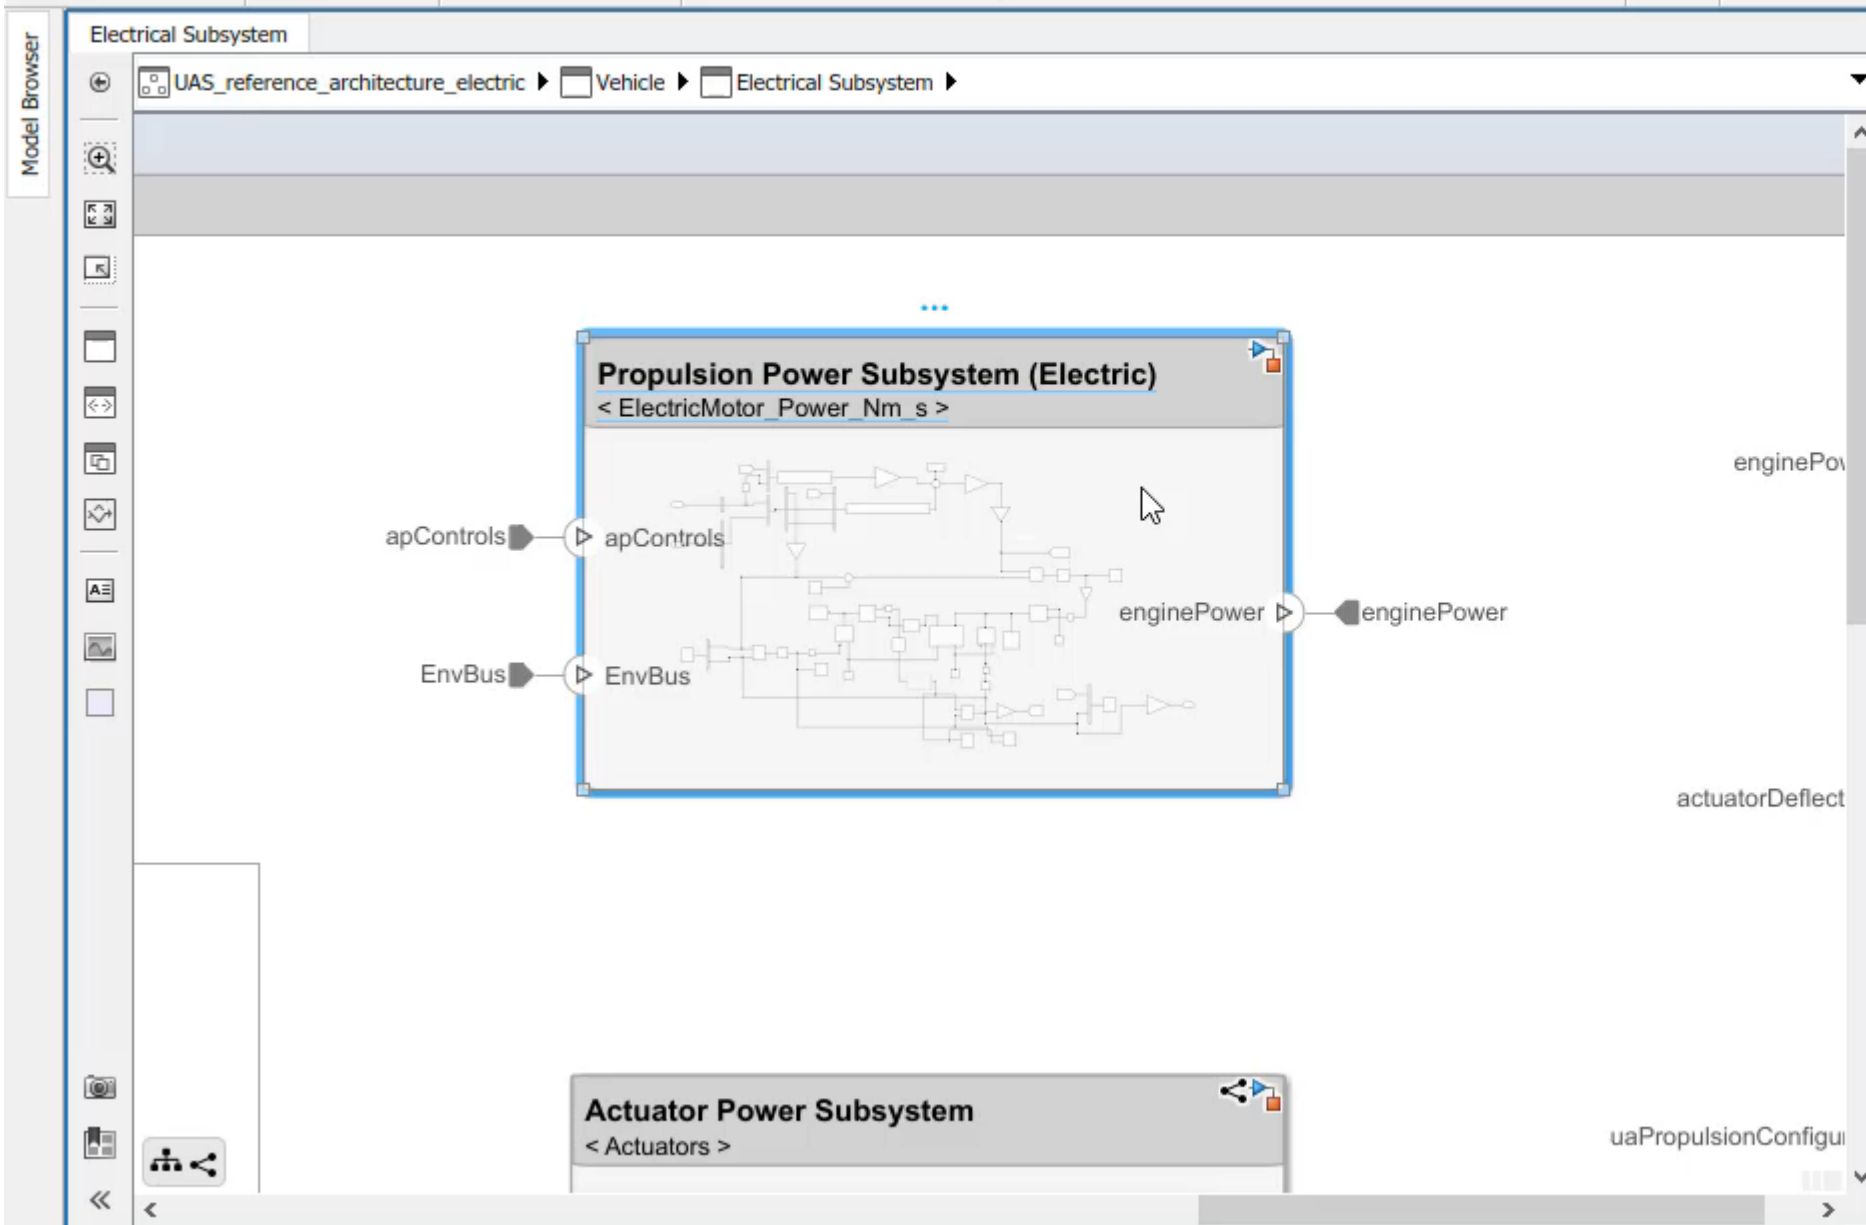 Model Browser
Electrical Subsystem
UAS_reference_architecture_electric
Vehicle
Electrical Subsystem
Propulsion Power Subsystem (Electric)
< ElectricMotor_Power_Nm_s >
enginePow
apControls
apControls
enginePower
enginePower
EnvBus
EnvBus
actuatorDeflect
Actuator Power Subsystem
< Actuators >
uaPropulsionConfigu